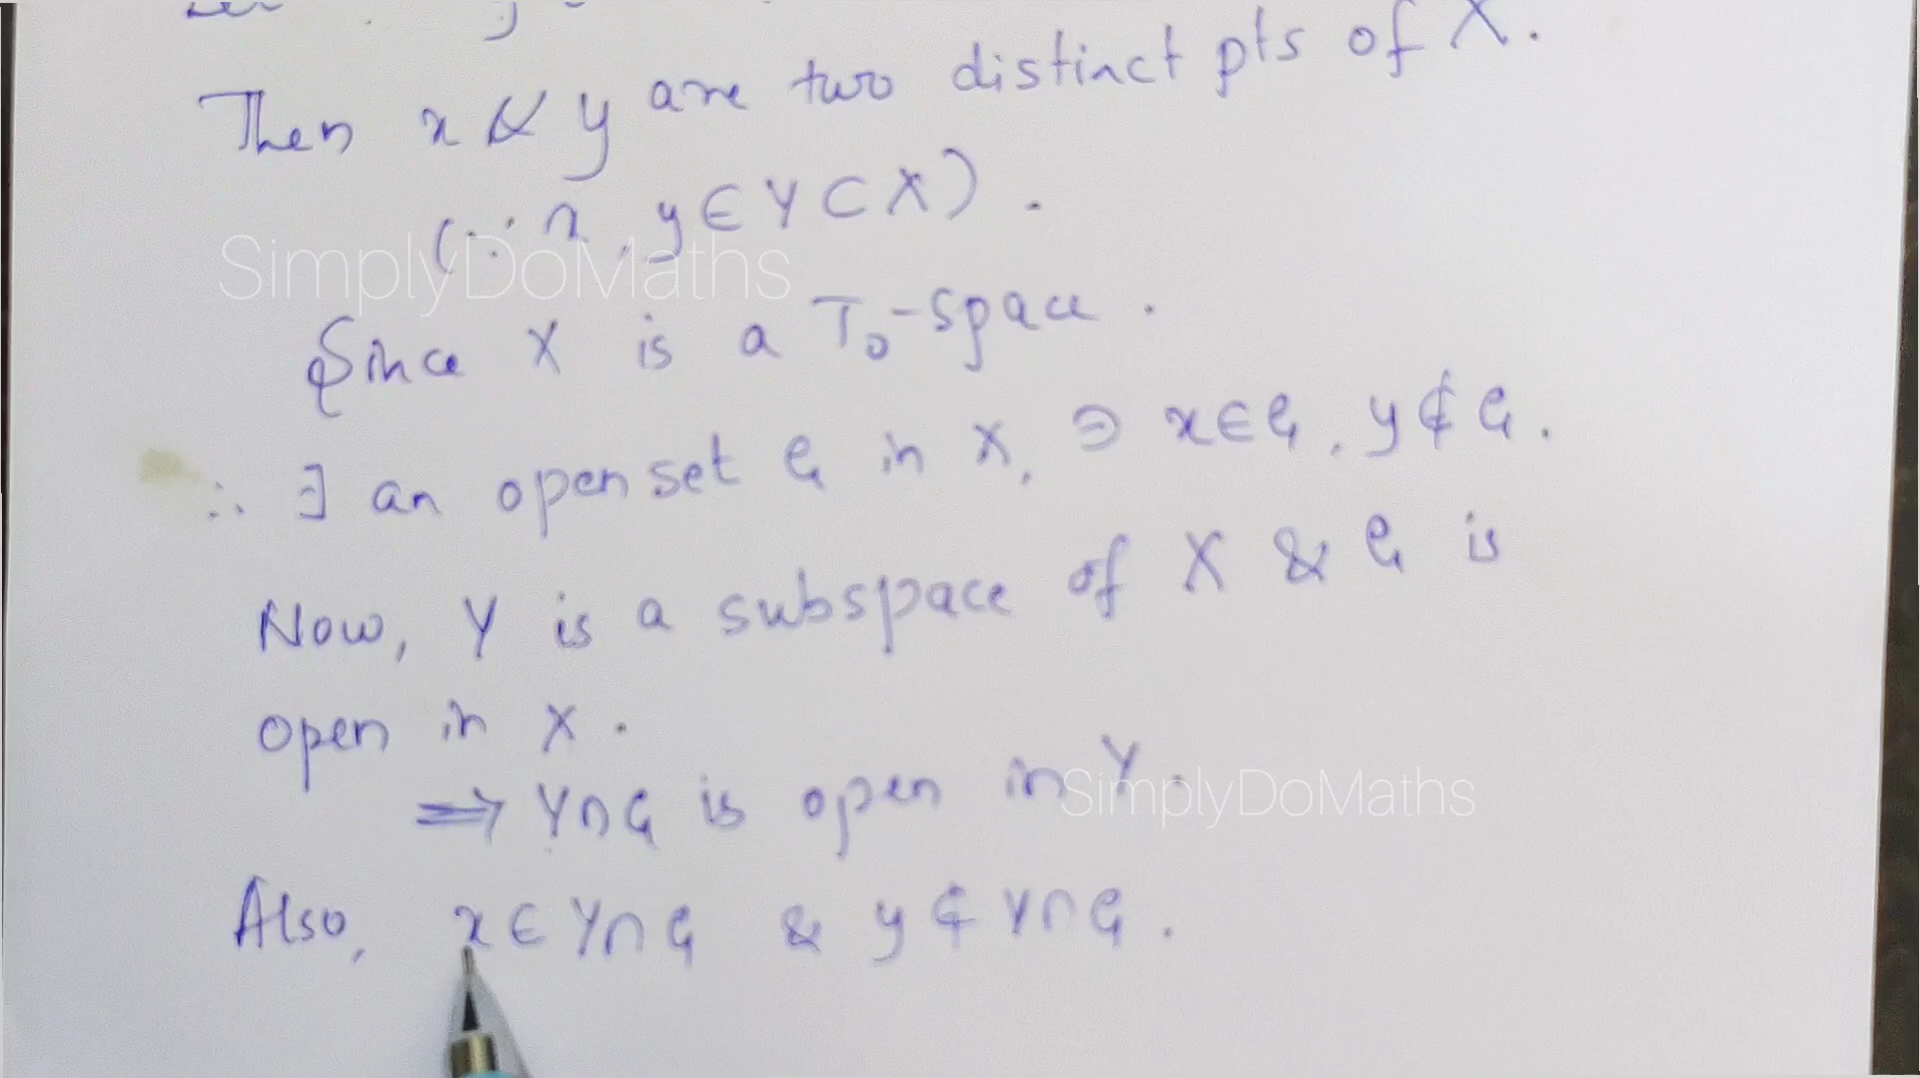 Then x & y are two distinct pts of X.
(∵ x, y ∈ Y ⊂ X).
SimplyDoMaths
Since X is a T₀-space.
∴ ∃ an open set G in X, ∋ x ∈ G, y ∉ G.
Now, Y is a subspace of X & G is
open in X.
⇒ Y∩G is open in Y.
SimplyDoMaths
Also, x ∈ Y∩G & y ∉ Y∩G.